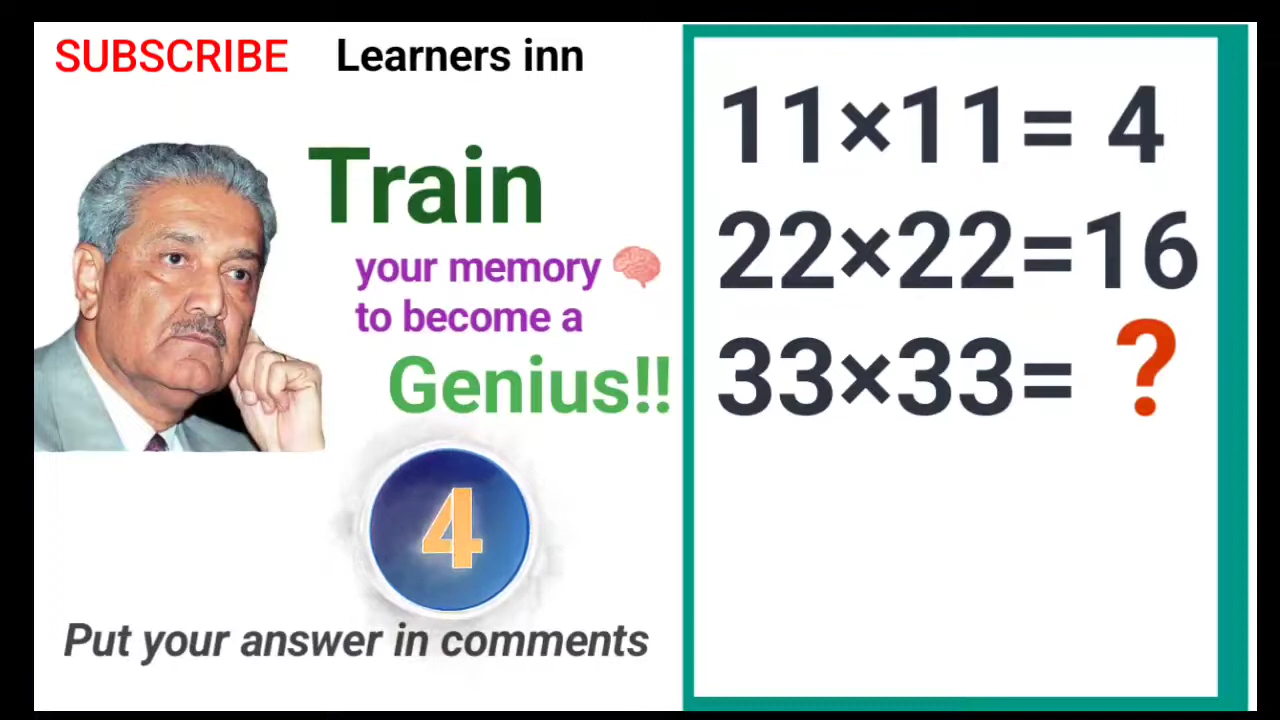 SUBSCRIBE Learners inn
Train
your memory 🧠
to become a
Genius!!
4
Put your answer in comments
11×11= 4
22×22=16
33×33= ?